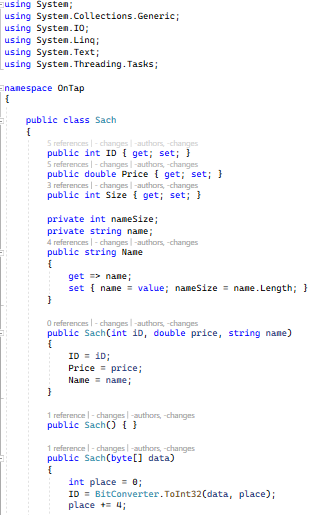 using System;
using System.Collections.Generic;
using System.IO;
using System.Linq;
using System.Text;
using System.Threading.Tasks;
namespace OnTap
{
public class Sach
{
5 references | - changes | -authors, -changes
public int ID { get; set; }
5 references | - changes | -authors, -changes
public double Price { get; set; }
3 references | - changes | -authors, -changes
public int Size { get; set; }
private int nameSize;
private string name;
4 references | - changes | -authors, -changes
public string Name
{
get => name;
set { name = value; nameSize = name.Length; }
}
0 references | - changes | -authors, -changes
public Sach(int iD, double price, string name)
{
ID = iD;
Price = price;
Name = name;
}
1 reference | - changes | -authors, -changes
public Sach() { }
1 reference | - changes | -authors, -changes
public Sach(byte[] data)
{
int place = 0;
ID = BitConverter.ToInt32(data, place);
place += 4;